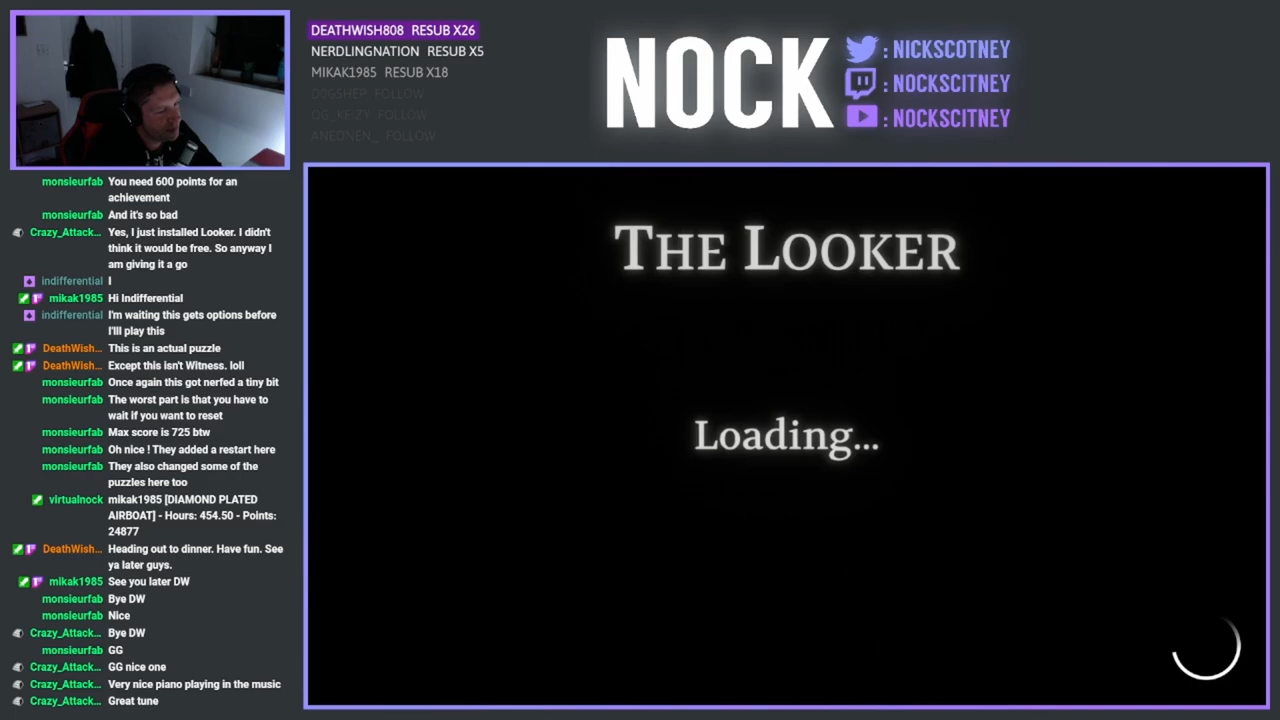 DEATHWISH808 RESUB X26
NERDLINGNATION RESUB X5
MIKAK1985 RESUB X18
D0GSHEP FOLLOW
OG_KEIZY FOLLOW
ANEONEN_ FOLLOW
NOCK
: NICKSCOTNEY
: NOCKSCITNEY
: NOCKSCITNEY
monsieurfab You need 600 points for an
achievement
monsieurfab And it's so bad
Crazy_Attack... Yes, I just installed Looker. I didn't
think it would be free. So anyway I
am giving it a go
indifferential I
mikak1985 Hi Indifferential
indifferential I'm waiting this gets options before
I'lll play this
DeathWish... This is an actual puzzle
DeathWish... Except this isn't Witness. loll
monsieurfab Once again this got nerfed a tiny bit
monsieurfab The worst part is that you have to
wait if you want to reset
monsieurfab Max score is 725 btw
monsieurfab Oh nice ! They added a restart here
monsieurfab They also changed some of the
puzzles here too
virtualnock mikak1985 [DIAMOND PLATED
AIRBOAT] - Hours: 454.50 - Points:
24877
DeathWish... Heading out to dinner. Have fun. See
ya later guys.
mikak1985 See you later DW
monsieurfab Bye DW
monsieurfab Nice
Crazy_Attack... Bye DW
monsieurfab GG
Crazy_Attack... GG nice one
Crazy_Attack... Very nice piano playing in the music
Crazy_Attack... Great tune
THE LOOKER
Loading...